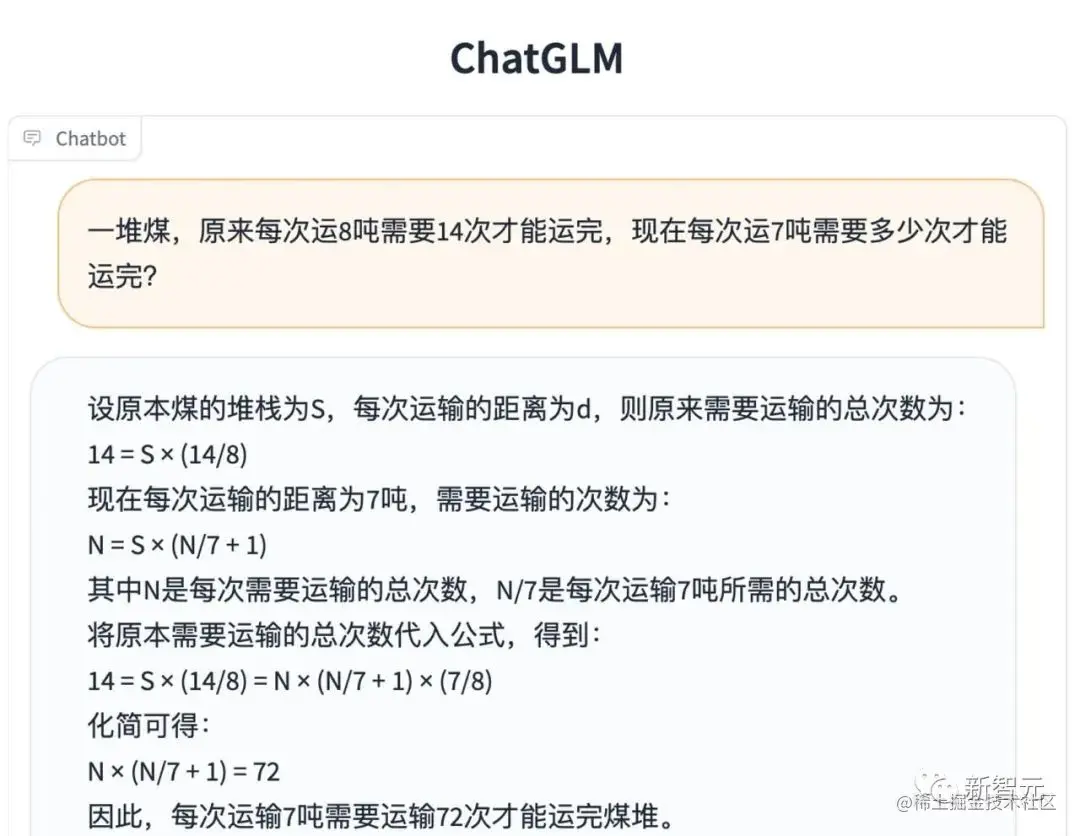 ChatGLM
Chatbot
一堆煤，原来每次运8吨需要14次才能运完，现在每次运7吨需要多少次才能
运完？
设原本煤的堆栈为S，每次运输的距离为d，则原来需要运输的总次数为：
14 = S × (14/8)
现在每次运输的距离为7吨，需要运输的次数为：
N = S × (N/7 + 1)
其中N是每次需要运输的总次数，N/7是每次运输7吨所需的总次数。
将原本需要运输的总次数代入公式，得到：
14 = S × (14/8) = N × (N/7 + 1) × (7/8)
化简可得：
N × (N/7 + 1) = 72
因此，每次运输7吨需要运输72次才能运完煤堆。
新智元
@稀土掘金技术社区